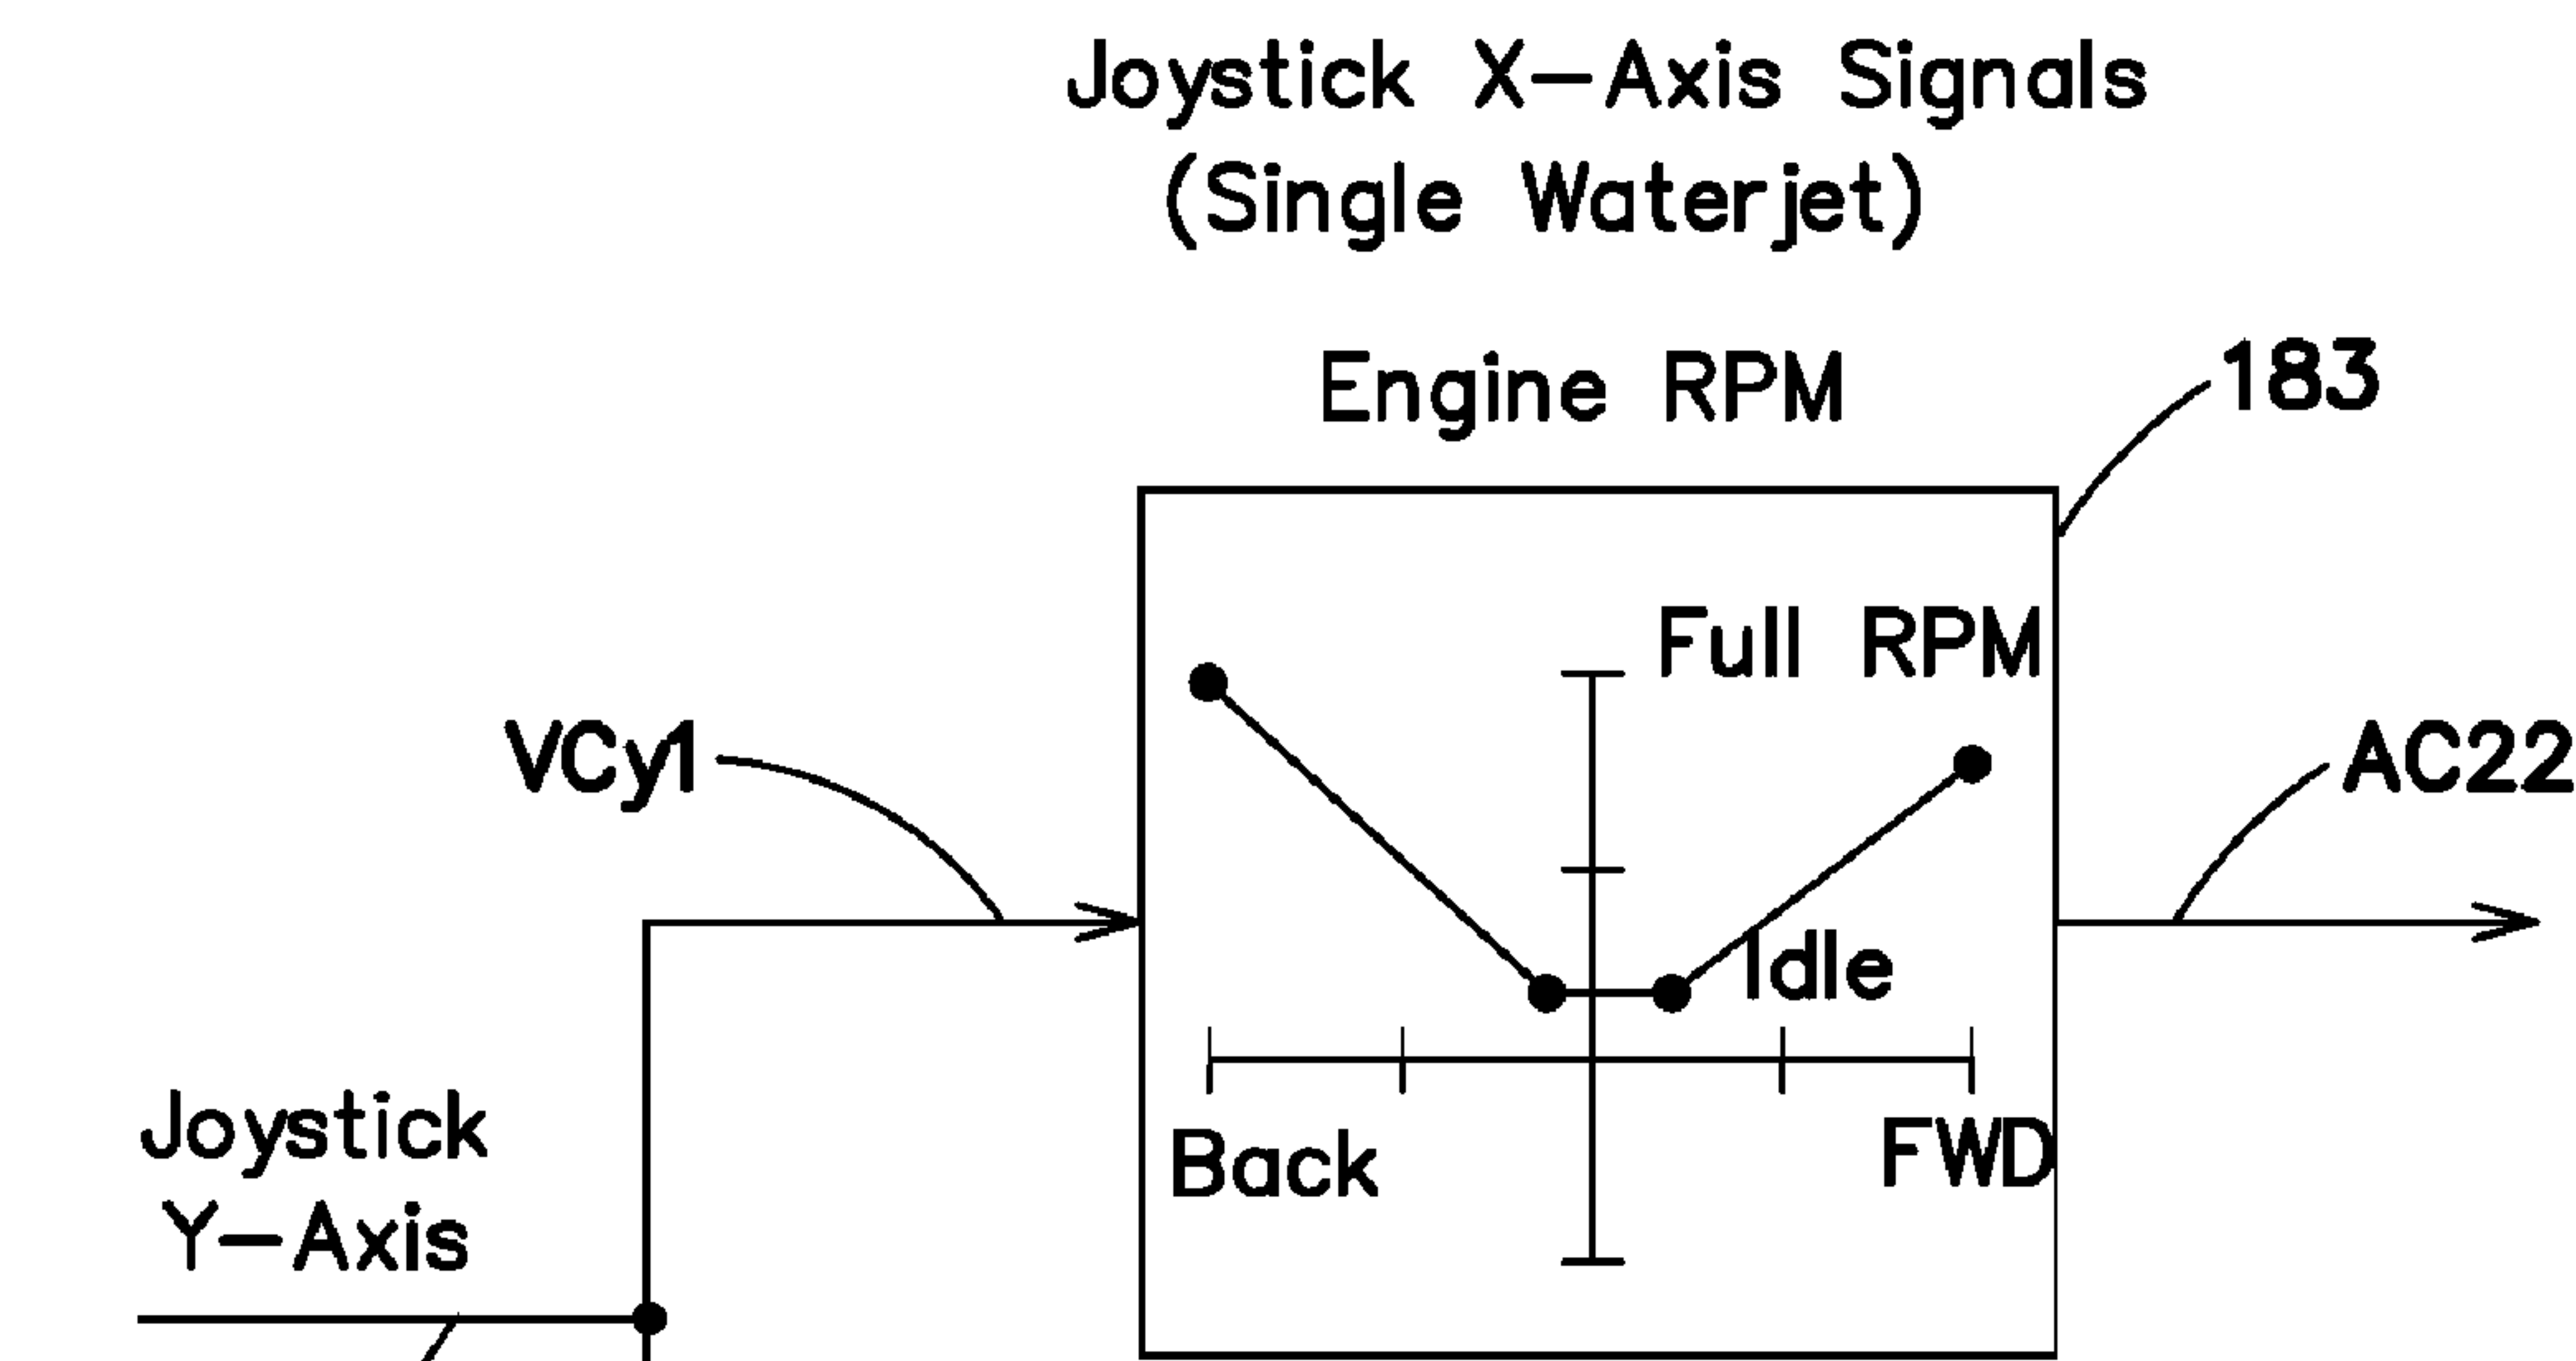 Joystick X-Axis Signals
(Single Waterjet)
Engine RPM
183
Full RPM
VCy1
AC22
Idle
Joystick
Y-Axis
Back
FWD